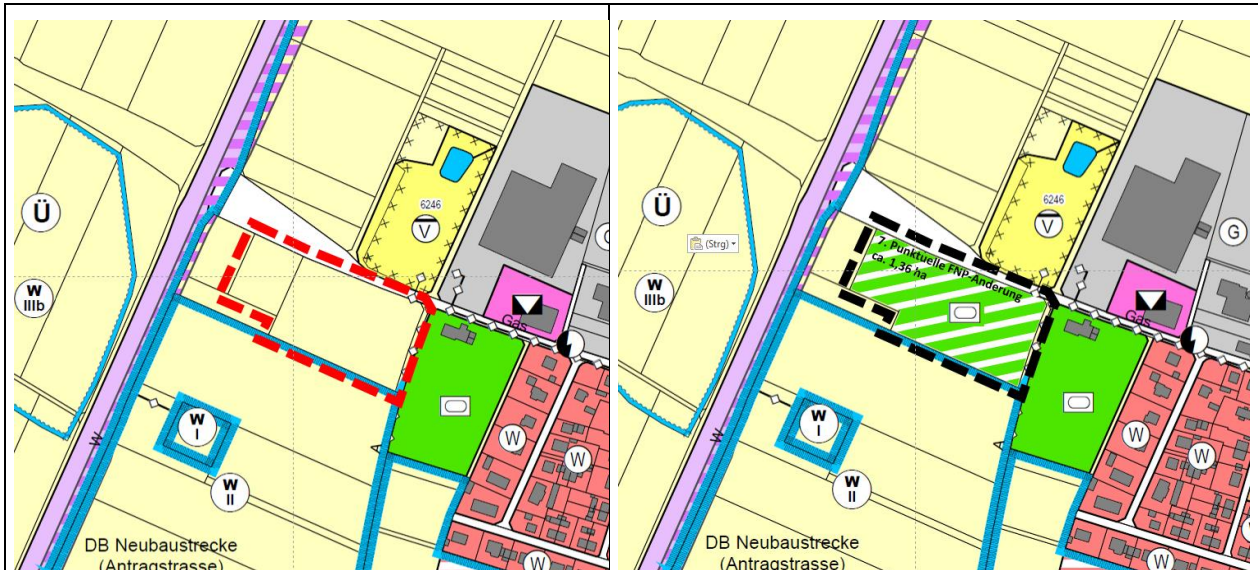 Ü
W
IIIb
6246
V
G
Gas
W
W
W
I
W
II
W
A
W
DB Neubaustrecke
(Antragstrasse)
Ü
W
IIIb
(Strg)
7. Punktuelle FNP-Änderung
ca. 1,36 ha
6246
V
G
Gas
W
W
W
I
W
II
W
A
W
DB Neubaustrecke
(Antragstrasse)